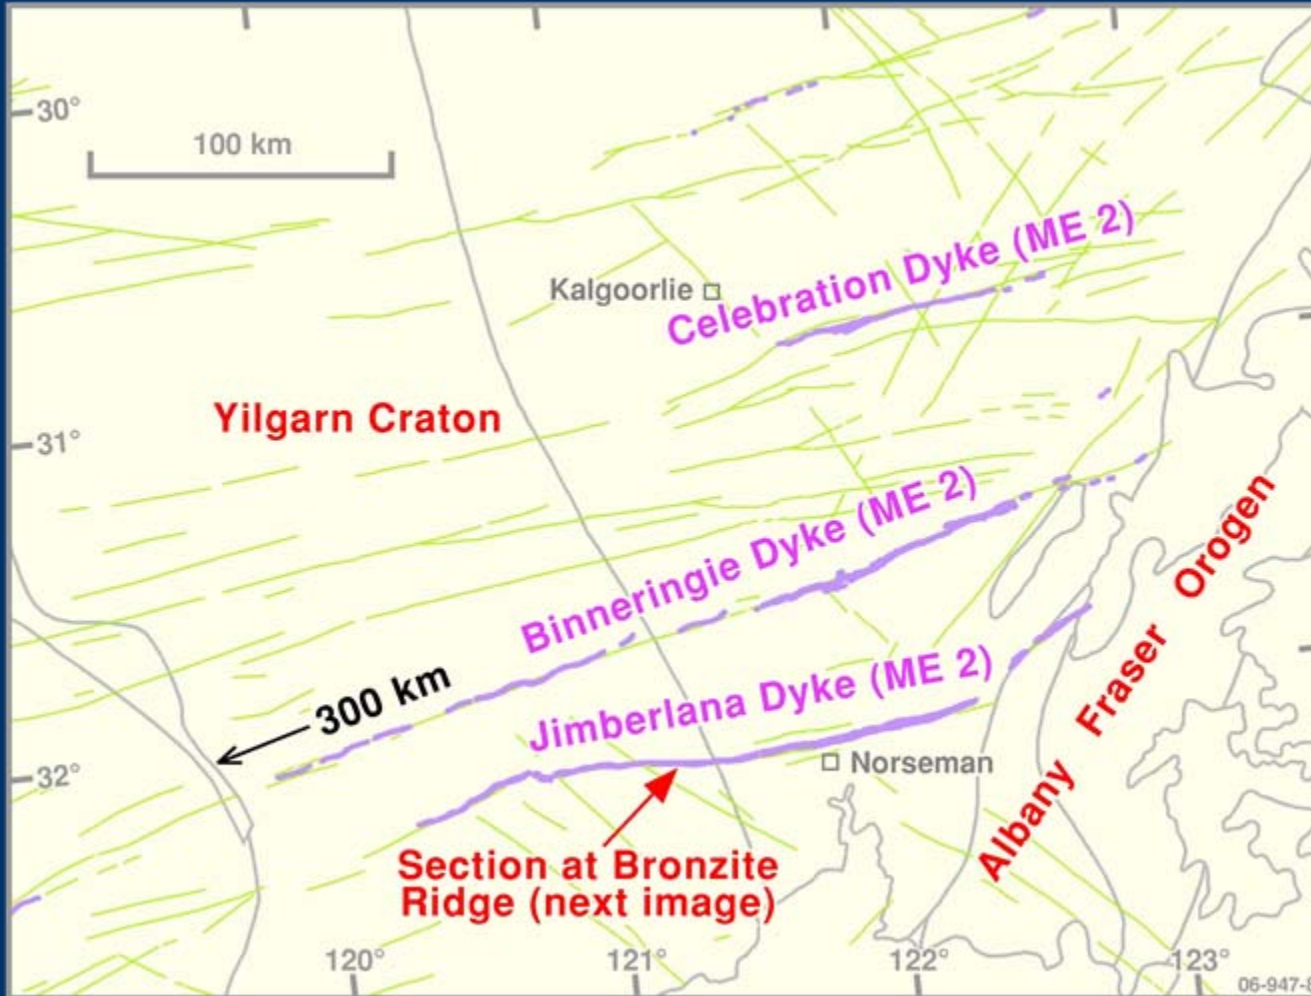 30°
100 km
Celebration Dyke (ME 2)
Kalgoorlie
Yilgarn Craton
31°
Binneringie Dyke (ME 2)
Albany Fraser Orogen
300 km
Jimberlana Dyke (ME 2)
32°
Norseman
Section at Bronzite
Ridge (next image)
120°
121°
122°
123°